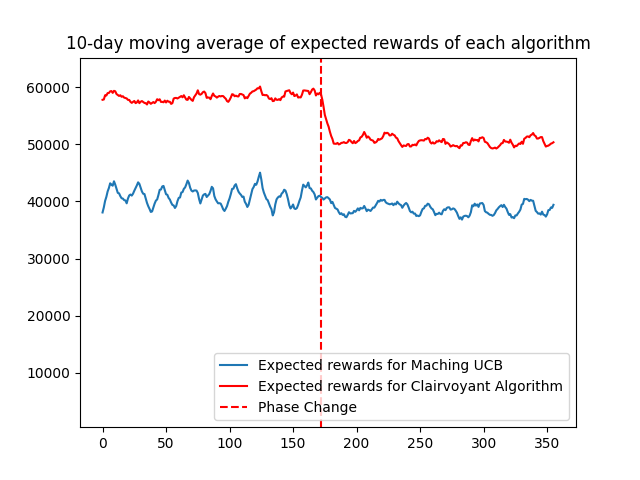 10-day moving average of expected rewards of each algorithm
60000
50000
40000
30000
20000
10000
Expected rewards for Maching UCB
Expected rewards for Clairvoyant Algorithm
Phase Change
0 50 100 150 200 250 300 350